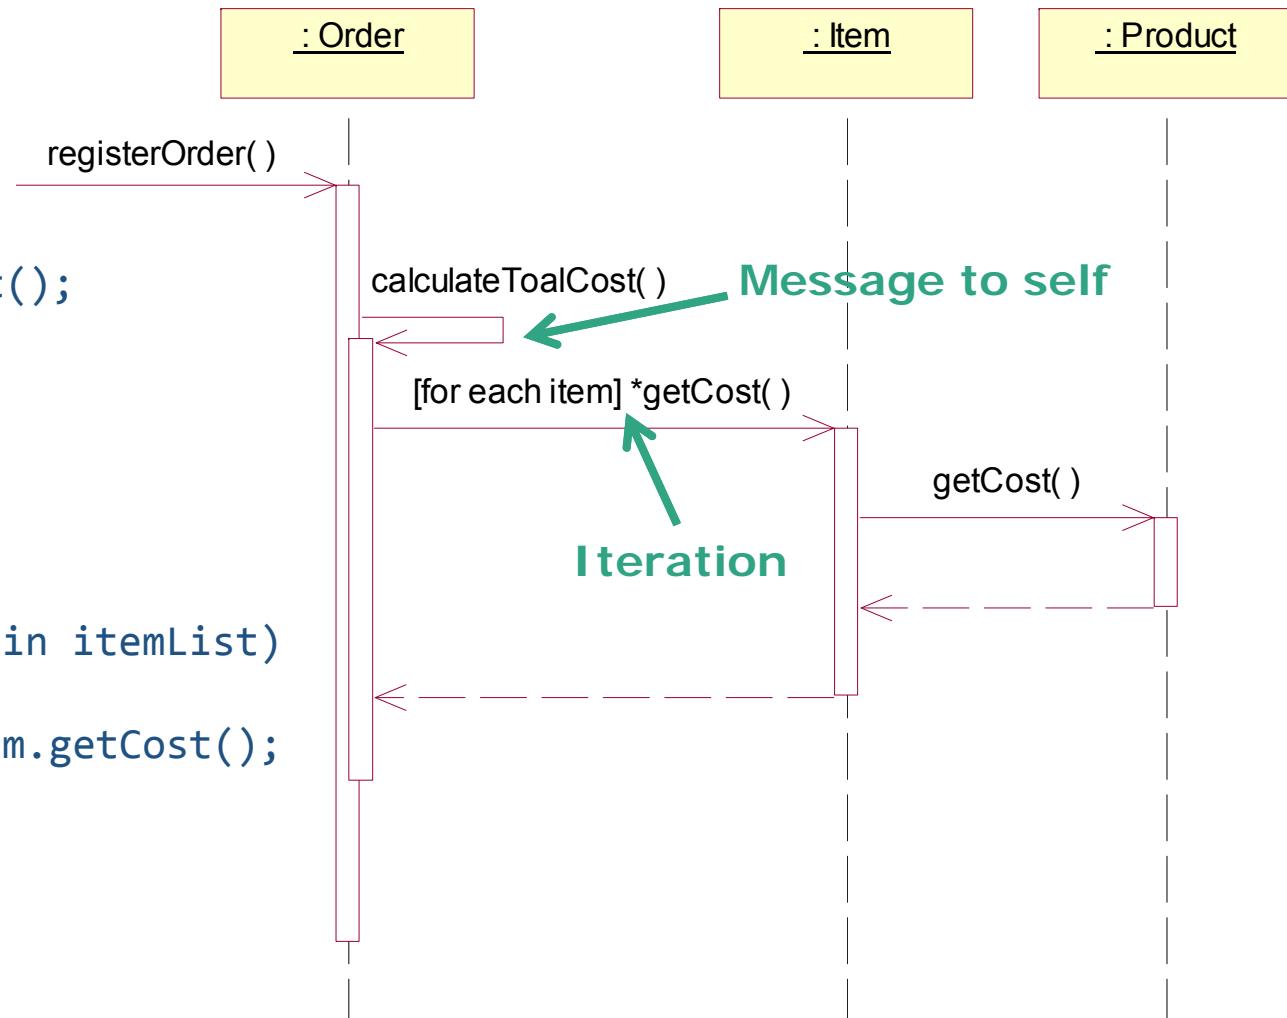 : Order
: Item
: Product
registerOrder( )
t();
calculateToalCost( )
Message to self
[for each item] *getCost( )
getCost( )
Iteration
in itemList)
m.getCost();